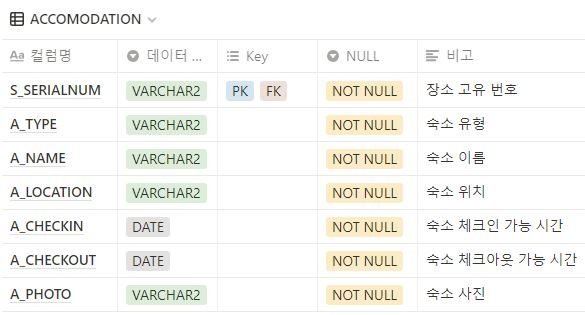 ACCOMODATION
Aa 컬럼명 데이터 ... Key NULL 비고
S_SERIALNUM VARCHAR2 PK FK NOT NULL 장소 고유 번호
A_TYPE VARCHAR2 NOT NULL 숙소 유형
A_NAME VARCHAR2 NOT NULL 숙소 이름
A_LOCATION VARCHAR2 NOT NULL 숙소 위치
A_CHECKIN DATE NOT NULL 숙소 체크인 가능 시간
A_CHECKOUT DATE NOT NULL 숙소 체크아웃 가능 시간
A_PHOTO VARCHAR2 NOT NULL 숙소 사진